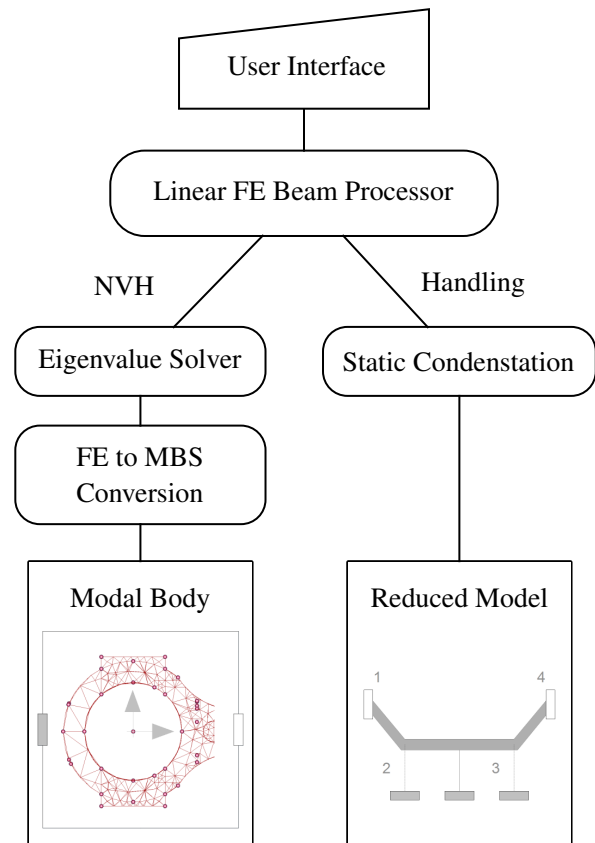 User Interface
Linear FE Beam Processor
NVH
Handling
Eigenvalue Solver
Static Condenstation
FE to MBS
Conversion
Modal Body
Reduced Model
1
4
2
3